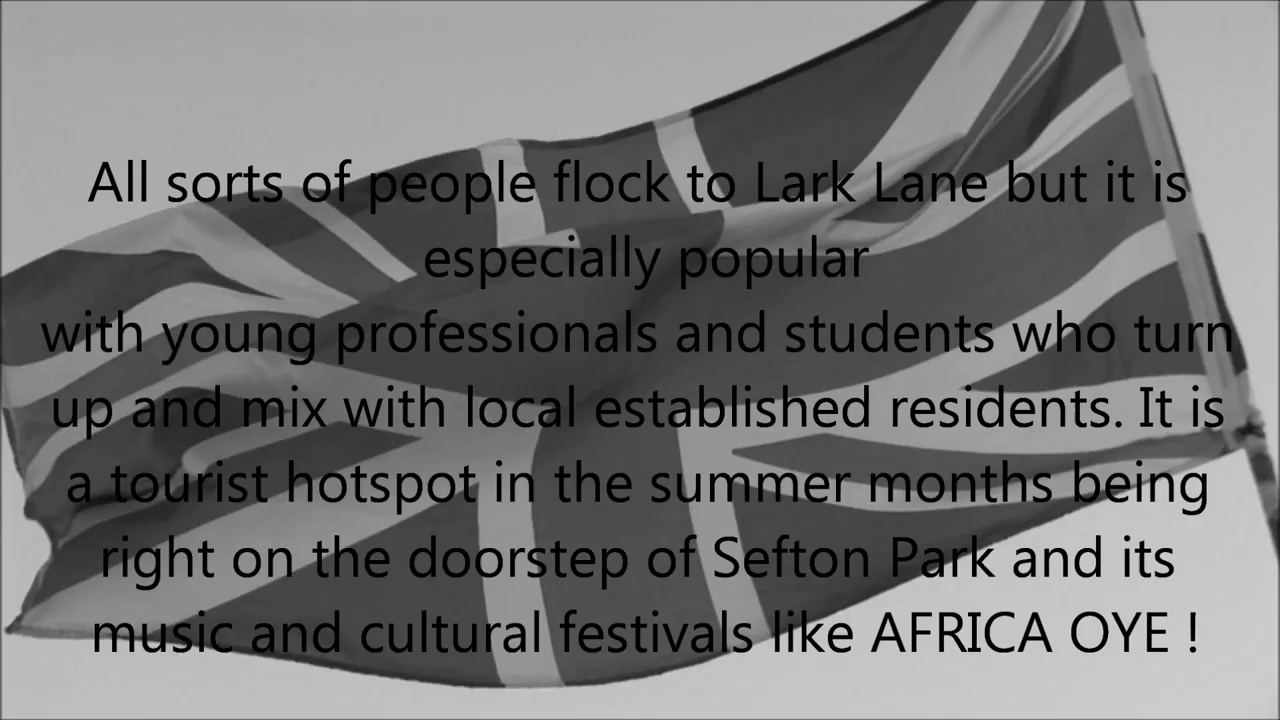 All sorts of people flock to Lark Lane but it is
especially popular
with young professionals and students who turn
up and mix with local established residents. It is
a tourist hotspot in the summer months being
right on the doorstep of Sefton Park and its
music and cultural festivals like AFRICA OYE !